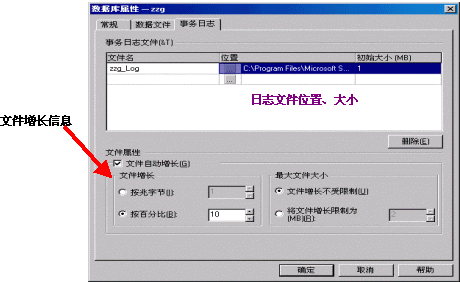 数据库属性 — zzg
常规 数据文件 事务日志
事务日志文件(&T)
文件名 位置 初始大小 (MB)
zzg_Log ... C:\Program Files\Microsoft S... 1
...
日志文件位置、大小
文件增长信息
删除(E)
文件属性
文件自动增长(G)
文件增长 最大文件大小
按兆字节(I): 1 文件增长不受限制(U)
按百分比(B): 10 将文件增长限制为(MB)(R): 2
确定 取消 帮助